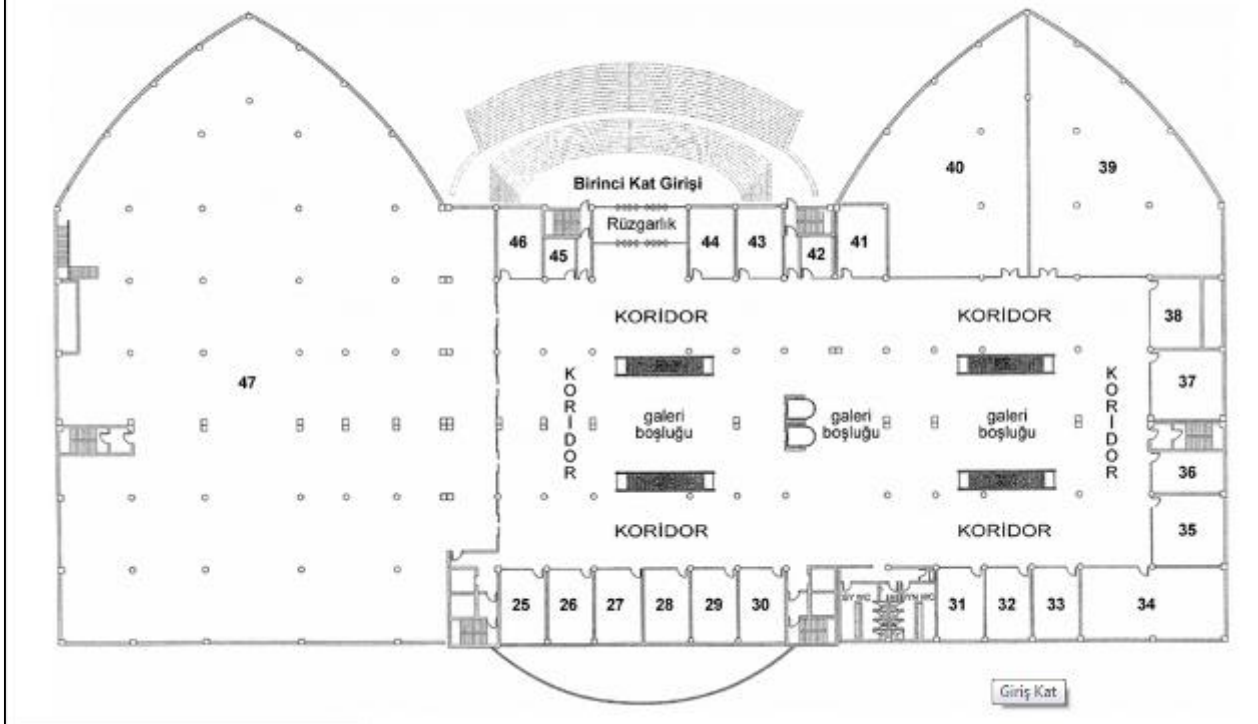 40
39
Birinci Kat Girişi
Rüzgarlık
46
45
44
43
42
41
KORİDOR
KORİDOR
38
47
KORİDOR
galeri
boşluğu
galeri
boşluğu
galeri
boşluğu
KORİDOR
37
36
KORİDOR
KORİDOR
35
25
26
27
28
29
30
31
32
33
34
Giriş Kat